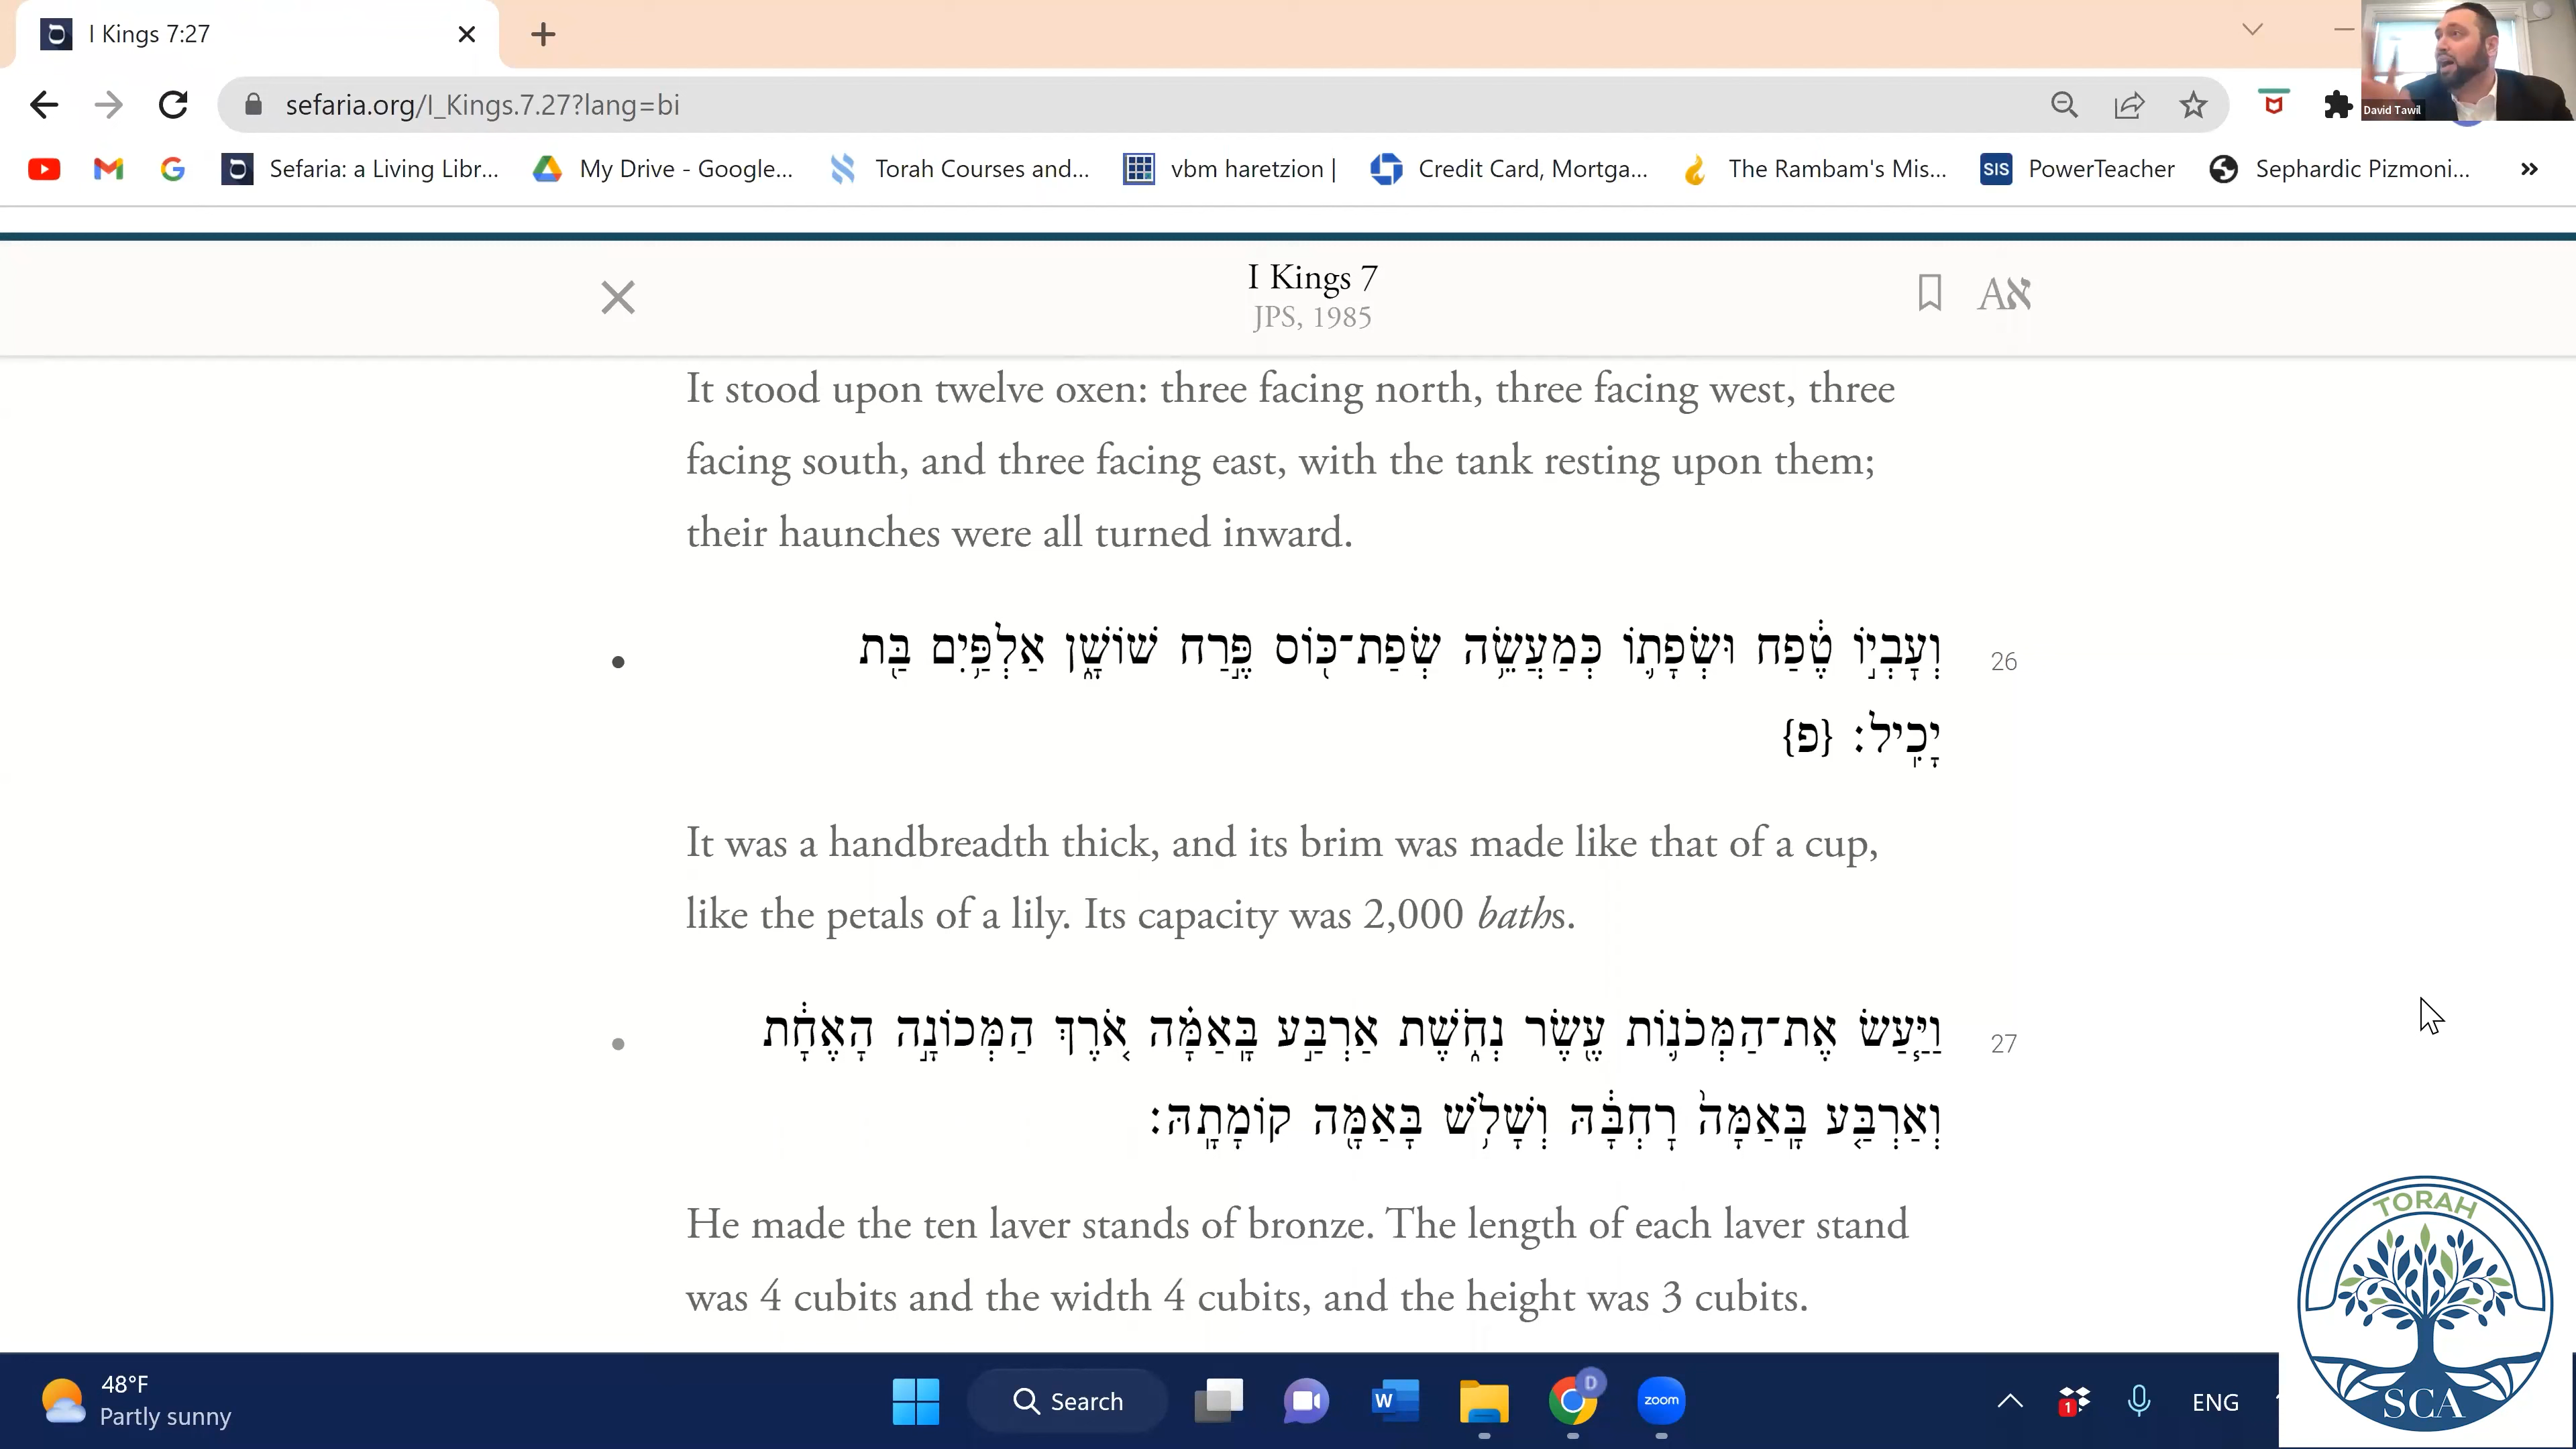 I Kings 7:27
sefaria.org/I_Kings.7.27?lang=bi
David Tawil
Sefaria: a Living Libr...
My Drive - Google...
Torah Courses and...
vbm haretzion |
Credit Card, Mortga...
The Rambam's Mis...
SIS
PowerTeacher
Sephardic Pizmoni...
»
I Kings 7
JPS, 1985
Aא
It stood upon twelve oxen: three facing north, three facing west, three
facing south, and three facing east, with the tank resting upon them;
their haunches were all turned inward.
26
וְעׇבְי֣וֹ טֶ֔פַח וּשְׂפָתוֹ֙ כְּמַעֲשֵׂ֣ה שְׂפַת־כּ֔וֹס פֶּ֖רַח שׁוֹשָׁ֑ן אַלְפַּ֥יִם בַּ֖ת
יָכִֽיל׃ {פ}
It was a handbreadth thick, and its brim was made like that of a cup,
like the petals of a lily. Its capacity was 2,000 baths.
27
וַיַּ֧עַשׂ אֶת־הַמְּכֹנ֛וֹת עֶ֖שֶׂר נְחֹ֑שֶׁת אַרְבַּ֣ע בָּאַמָּ֗ה אֹ֚רֶךְ הַמְּכוֹנָ֣ה הָאֶחָ֔ת
וְאַרְבַּ֤ע בָּֽאַמָּה֙ רׇחְבָּ֔הּ וְשָׁלֹ֥שׁ בָּאַמָּ֖ה קוֹמָתָֽהּ׃
He made the ten laver stands of bronze. The length of each laver stand
was 4 cubits and the width 4 cubits, and the height was 3 cubits.
TORAH
SCA
48°F
Partly sunny
Search
W
D
zoom
1
ENG